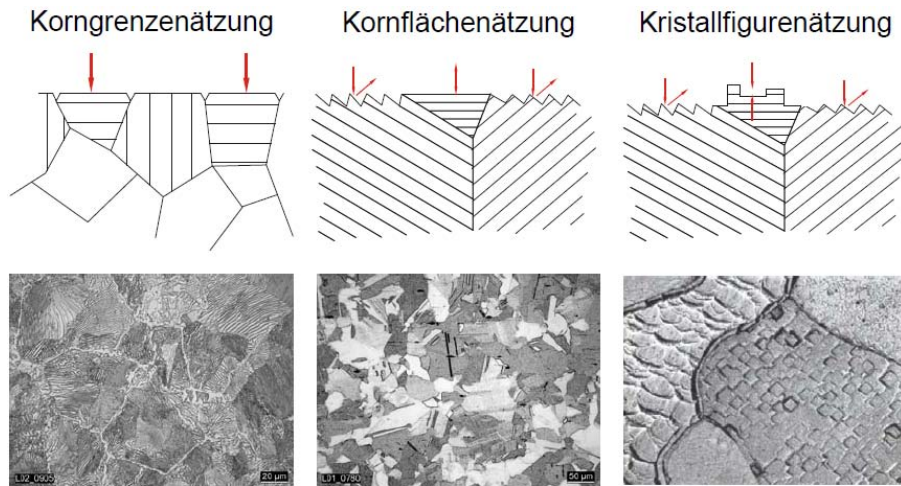 Korngrenzenätzung
Kornflächenätzung
Kristallfigurenätzung
L02_0905
20 µm
L01_0780
50 µm